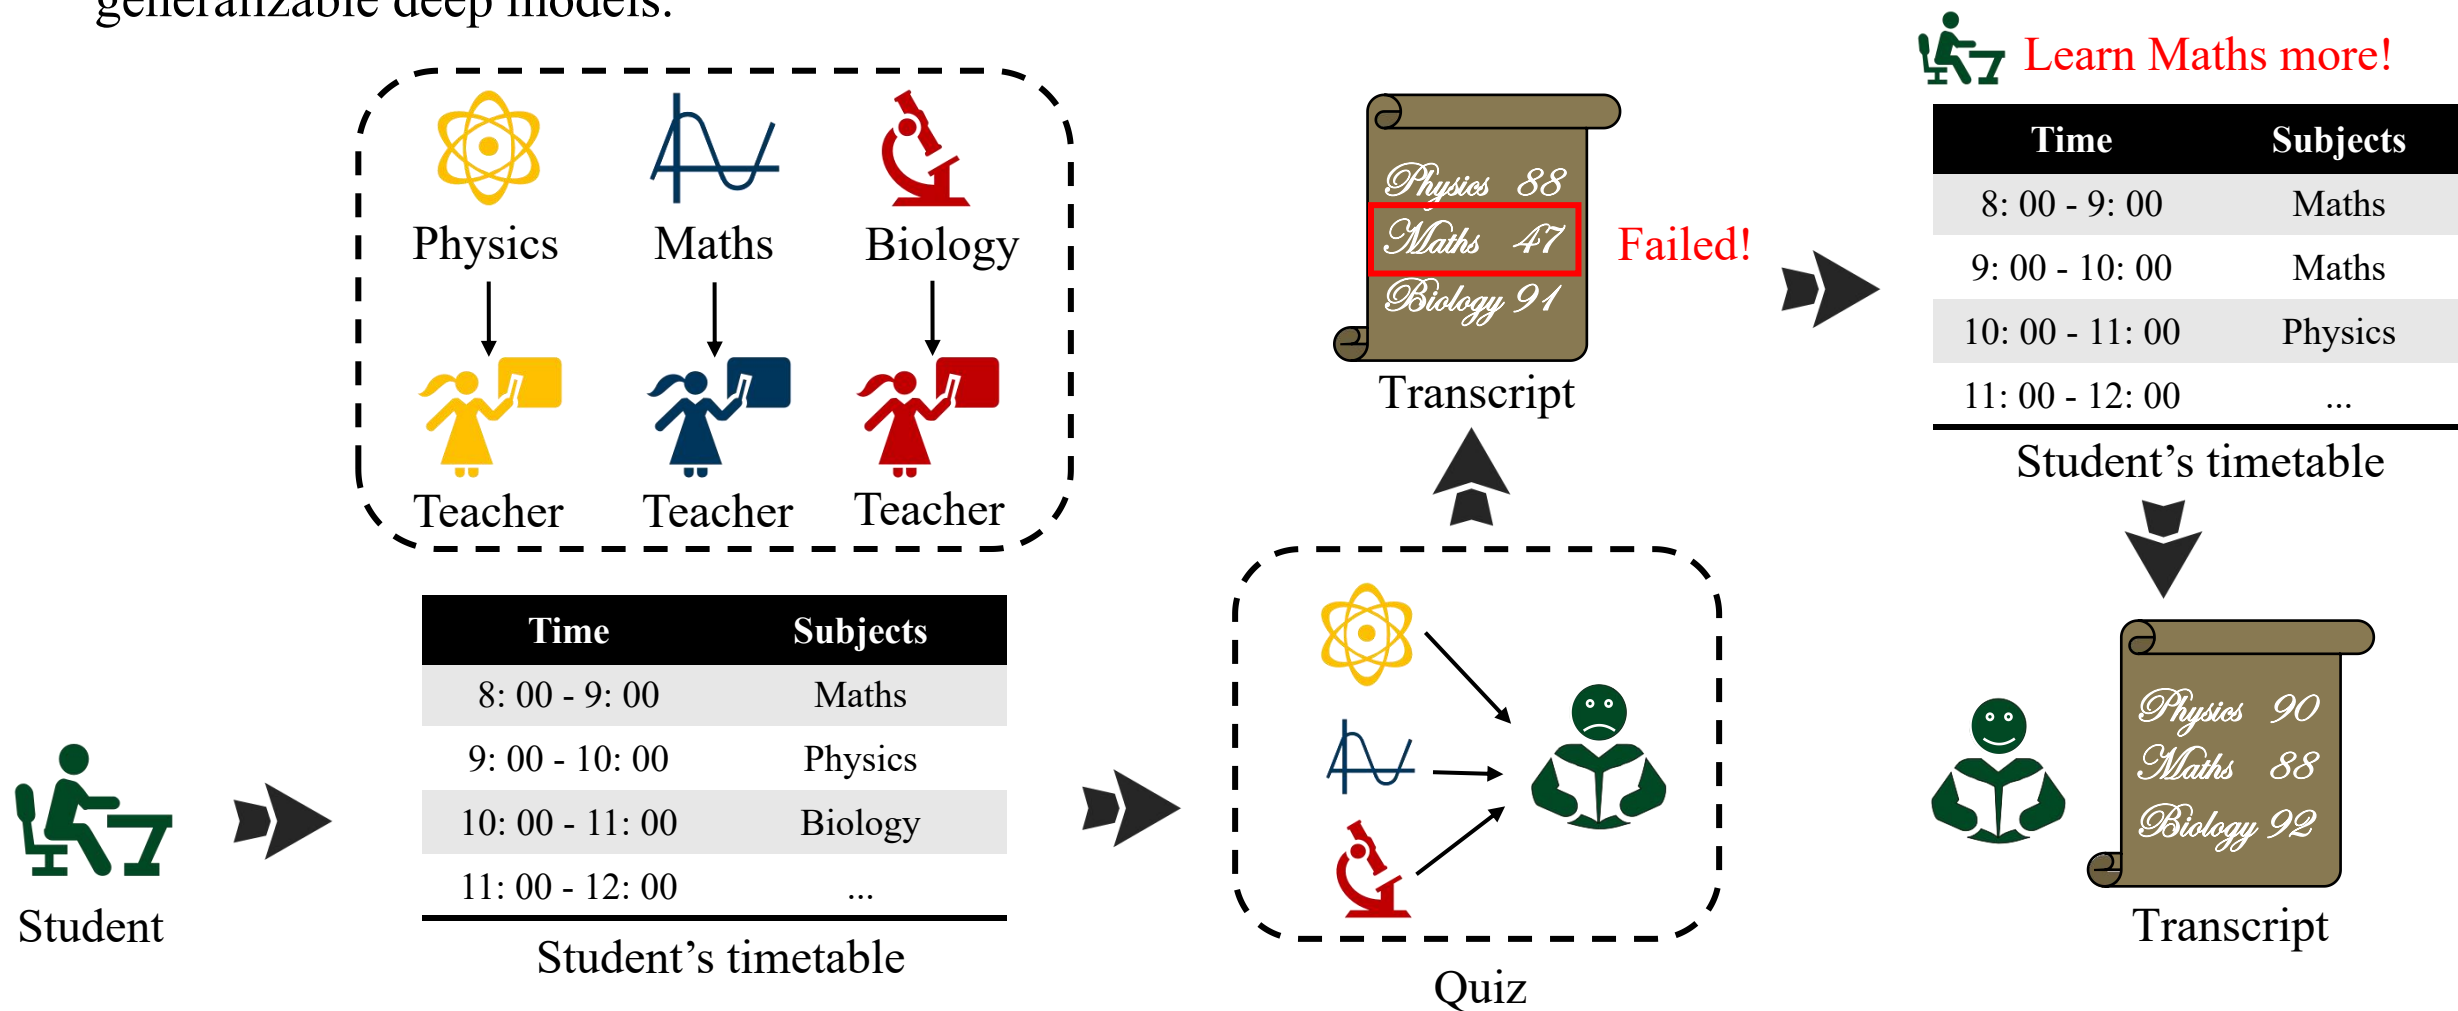 generalizable deep models.
Physics Maths Biology
Teacher Teacher Teacher
Student
Time Subjects
8: 00 - 9: 00 Maths
9: 00 - 10: 00 Physics
10: 00 - 11: 00 Biology
11: 00 - 12: 00 ...
Student's timetable
Quiz
Physics 88
Maths 47
Biology 91
Failed!
Transcript
Learn Maths more!
Time Subjects
8: 00 - 9: 00 Maths
9: 00 - 10: 00 Maths
10: 00 - 11: 00 Physics
11: 00 - 12: 00 ...
Student's timetable
Physics 90
Maths 88
Biology 92
Transcript